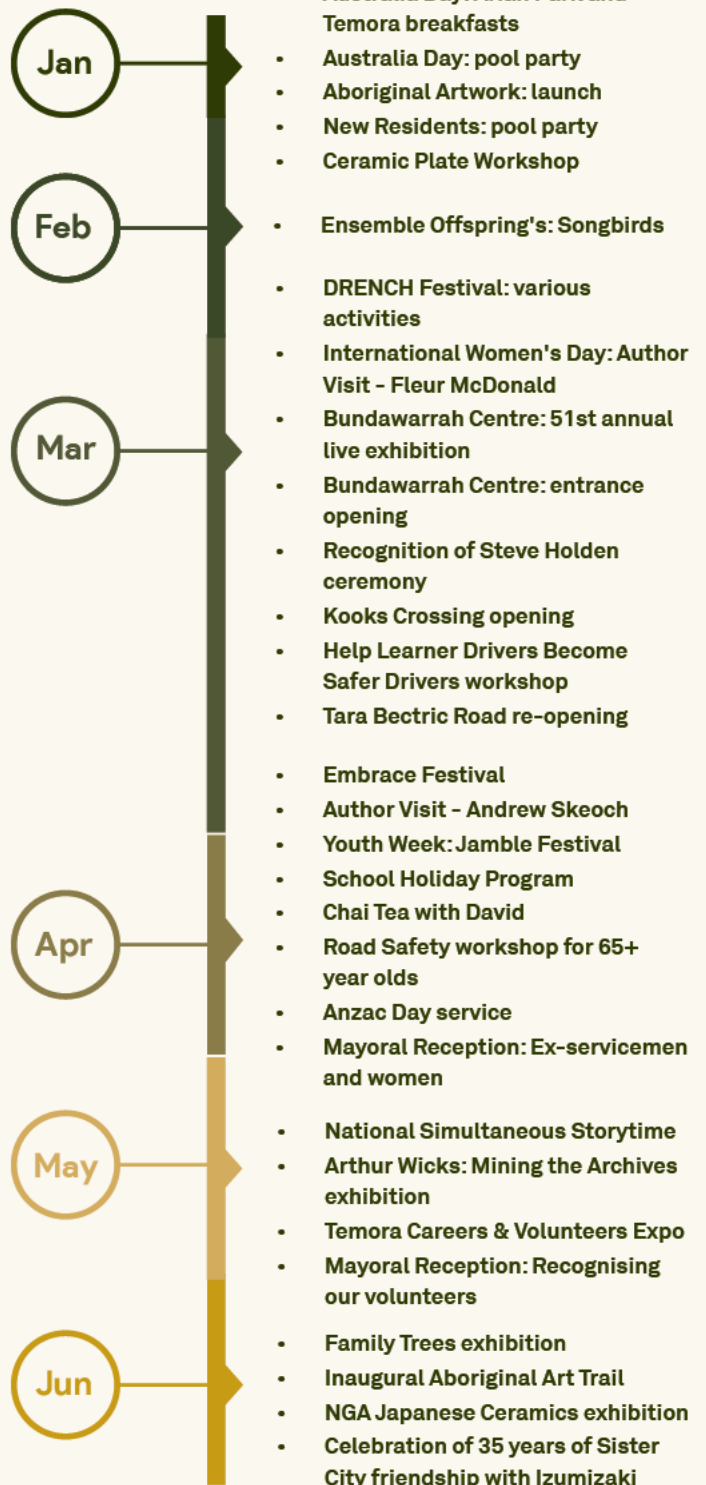 Jan
Temora breakfasts
• Australia Day: pool party
• Aboriginal Artwork: launch
• New Residents: pool party
• Ceramic Plate Workshop
Feb
• Ensemble Offspring's: Songbirds
Mar
• DRENCH Festival: various
activities
• International Women's Day: Author
Visit - Fleur McDonald
• Bundawarrah Centre: 51st annual
live exhibition
• Bundawarrah Centre: entrance
opening
• Recognition of Steve Holden
ceremony
• Kooks Crossing opening
• Help Learner Drivers Become
Safer Drivers workshop
• Tara Bectric Road re-opening
Apr
• Embrace Festival
• Author Visit - Andrew Skeoch
• Youth Week: Jamble Festival
• School Holiday Program
• Chai Tea with David
• Road Safety workshop for 65+
year olds
• Anzac Day service
• Mayoral Reception: Ex-servicemen
and women
May
• National Simultaneous Storytime
• Arthur Wicks: Mining the Archives
exhibition
• Temora Careers & Volunteers Expo
• Mayoral Reception: Recognising
our volunteers
Jun
• Family Trees exhibition
• Inaugural Aboriginal Art Trail
• NGA Japanese Ceramics exhibition
• Celebration of 35 years of Sister
City friendship with Izumizaki